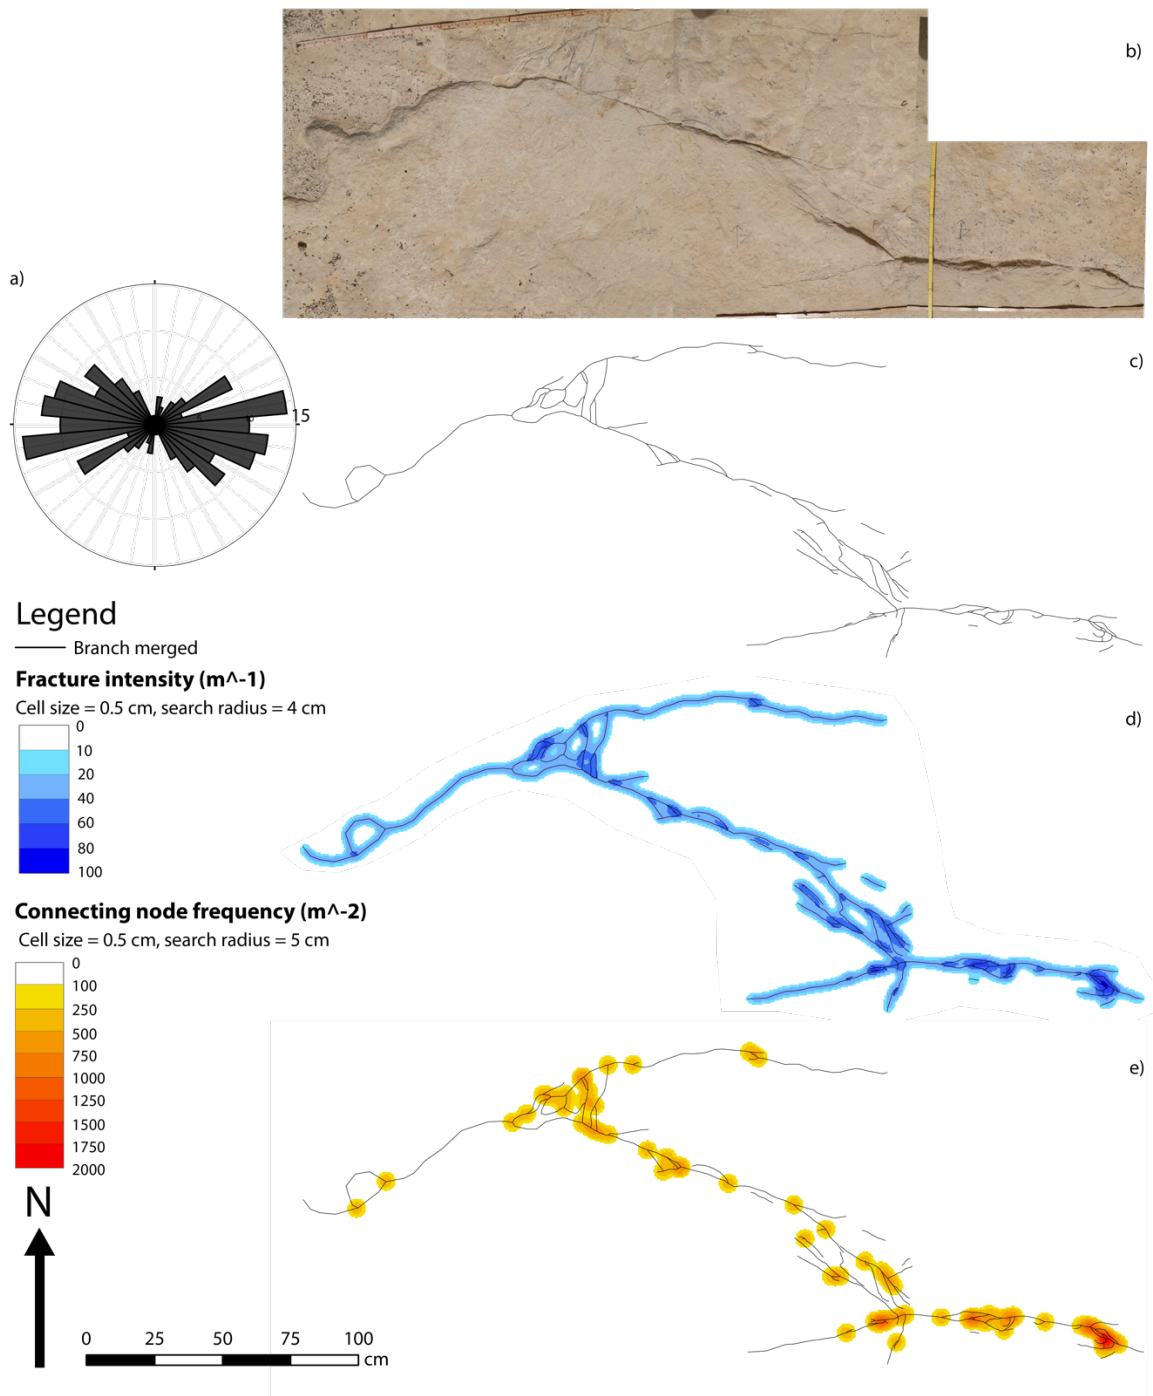 b)
a)
15
c)
Legend
Branch merged
Fracture intensity (m^-1)
Cell size = 0.5 cm, search radius = 4 cm
0
10
20
40
60
80
100
d)
Connecting node frequency (m^-2)
Cell size = 0.5 cm, search radius = 5 cm
0
100
250
500
750
1000
1250
1500
1750
2000
e)
N
0 25 50 75 100
cm